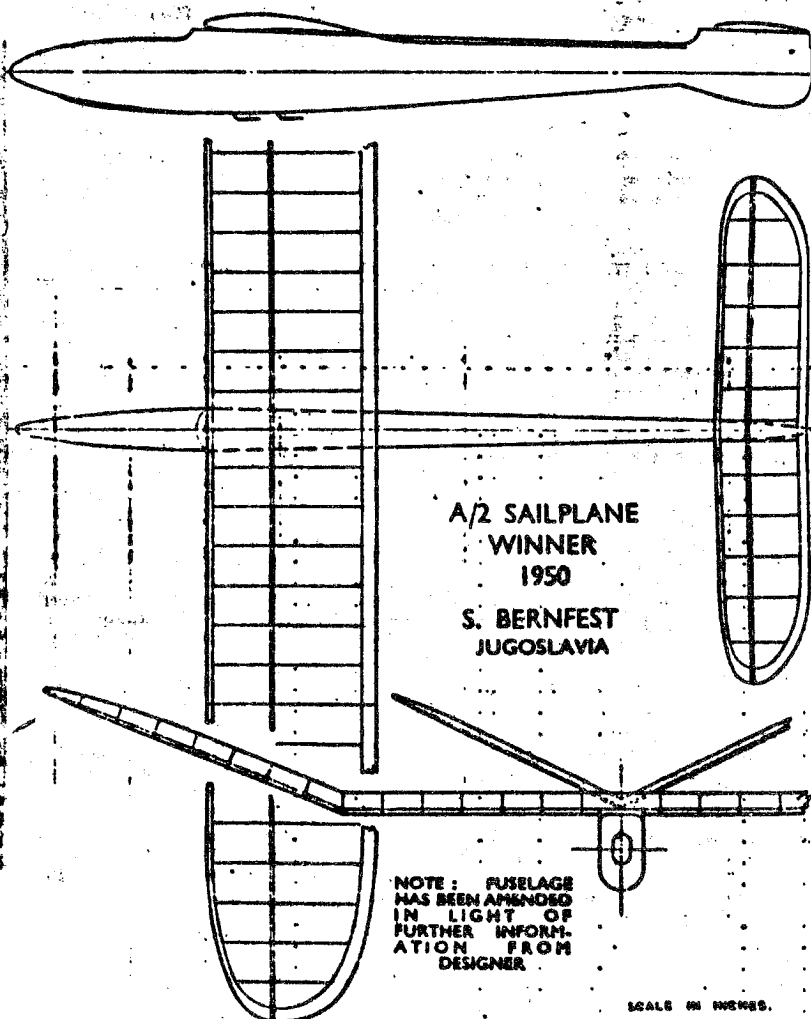 A/2 SAILPLANE
WINNER
1950
S. BERNFEST
JUGOSLAVIA
NOTE : FUSELAGE
HAS BEEN AMENDED
IN LIGHT OF
FURTHER INFORM-
ATION FROM
DESIGNER
SCALE IN INCHES.